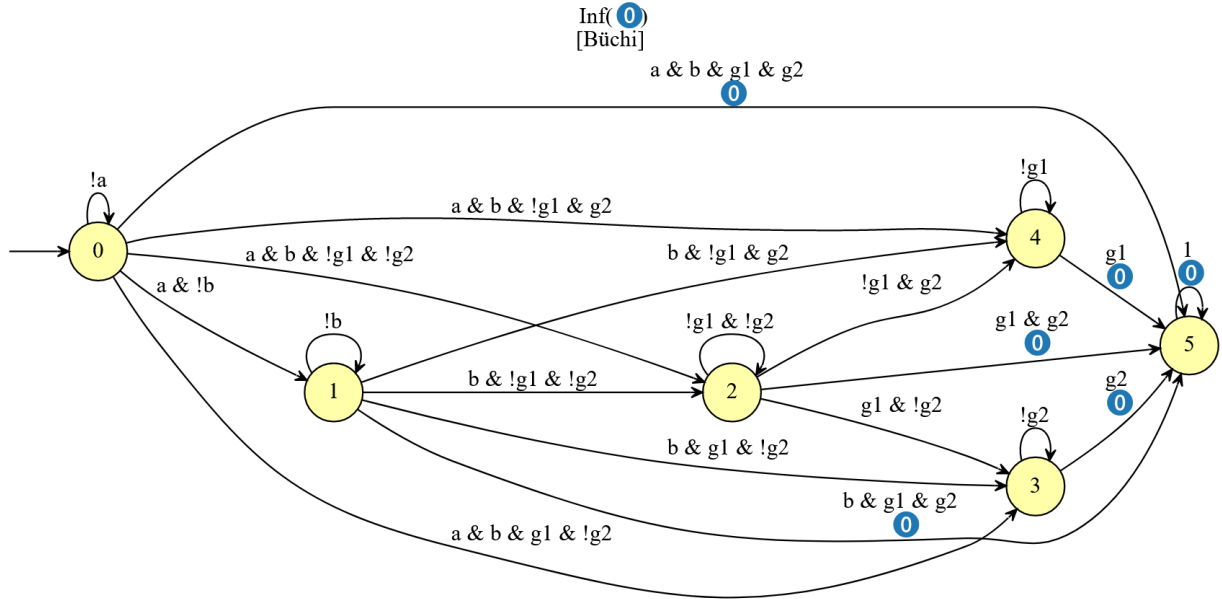 Inf( 0 )
[Büchi]
a & b & g1 & g2
0
!a
0
a & b & !g1 & g2
a & b & !g1 & !g2
a & !b
a & b & g1 & !g2
!b
1
b & !g1 & g2
b & !g1 & !g2
b & g1 & !g2
b & g1 & g2
0
!g1 & !g2
2
!g1 & g2
g1 & g2
0
g1 & !g2
!g1
4
g1
0
!g2
3
g2
0
1
0
5